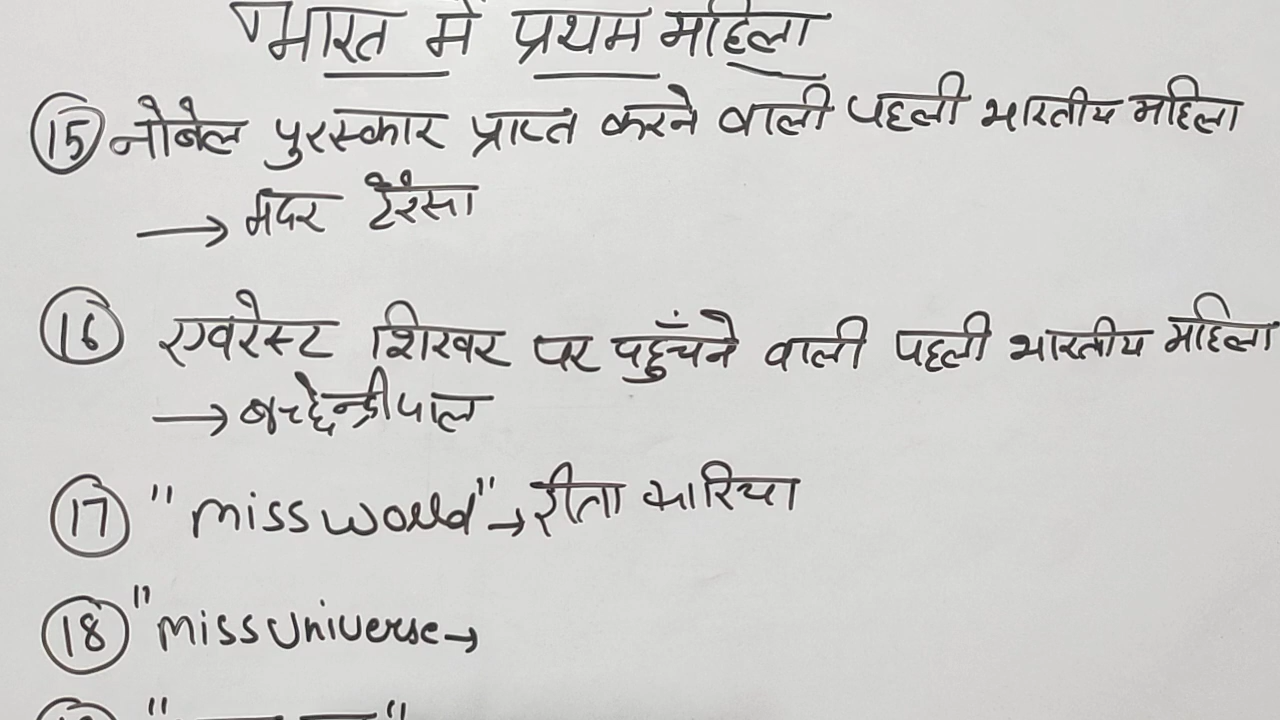 भारत में प्रथम महिला
15 नोबेल पुरस्कार प्राप्त करने वाली पहली भारतीय महिला
→ मदर टेरेसा
16 एवरेस्ट शिखर पर पहुँचने वाली पहली भारतीय महिला
→ बछेन्द्रीपाल
17 "miss world" → रीता भारिया
18 "miss universe →